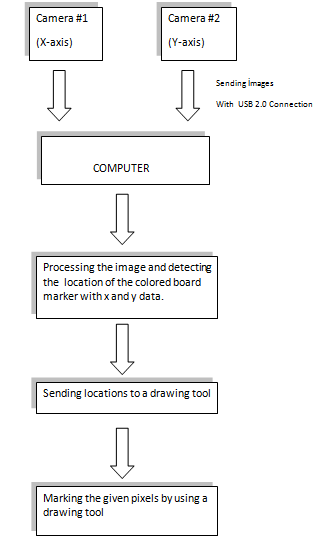 Camera #1
(X-axis)
Camera #2
(Y-axis)
Sending İmages
With USB 2.0 Connection
COMPUTER
Processing the image and detecting
the location of the colored board
marker with x and y data.
Sending locations to a drawing tool
Marking the given pixels by using a
drawing tool